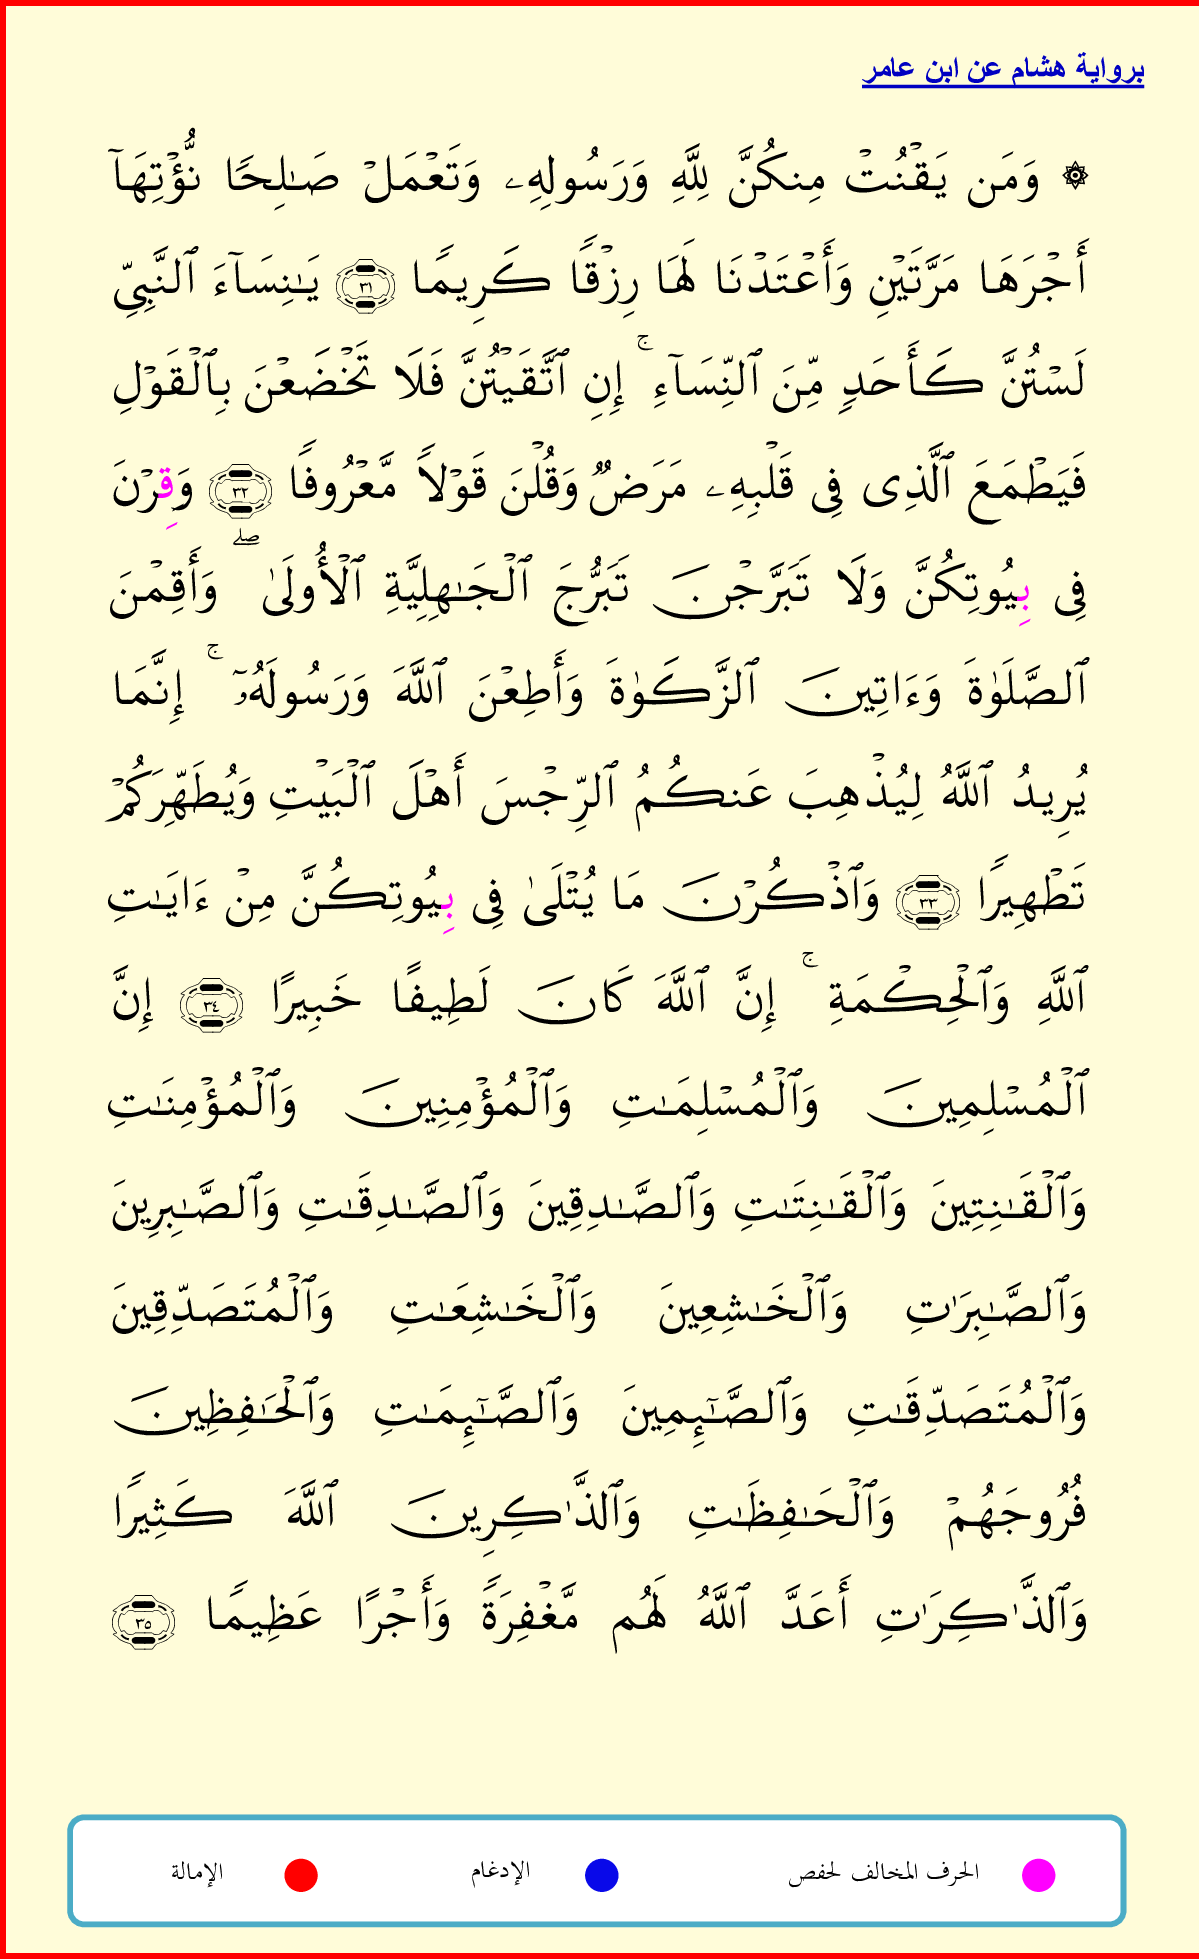 برواية هشام عن ابن عامر
۞ وَمَن يَقۡنُتۡ مِنكُنَّ لِلَّهِ وَرَسُولِهِۦ وَتَعۡمَلۡ صَٰلِحًا نُّؤۡتِهَآ
أَجۡرَهَا مَرَّتَيۡنِ وَأَعۡتَدۡنَا لَهَا رِزۡقًا كَرِيمًا ٣١ يَٰنِسَآءَ ٱلنَّبِيِّ
لَسۡتُنَّ كَأَحَدٍ مِّنَ ٱلنِّسَآءِۚ إِنِ ٱتَّقَيۡتُنَّ فَلَا تَخۡضَعۡنَ بِٱلۡقَوۡلِ
فَيَطۡمَعَ ٱلَّذِى فِى قَلۡبِهِۦ مَرَضٌ وَقُلۡنَ قَوۡلًا مَّعۡرُوفًا ٣٢ وَقِرۡنَ
فِى بِيُوتِكُنَّ وَلَا تَبَرَّجۡنَ تَبَرُّجَ ٱلۡجَٰهِلِيَّةِ ٱلۡأُولَىٰۖ وَأَقِمۡنَ
ٱلصَّلَوٰةَ وَءَاتِينَ ٱلزَّكَوٰةَ وَأَطِعۡنَ ٱللَّهَ وَرَسُولَهُۥٓۚ إِنَّمَا
يُرِيدُ ٱللَّهُ لِيُذۡهِبَ عَنكُمُ ٱلرِّجۡسَ أَهۡلَ ٱلۡبَيۡتِ وَيُطَهِّرَكُمۡ
تَطۡهِيرًا ٣٣ وَٱذۡكُرۡنَ مَا يُتۡلَىٰ فِى بِيُوتِكُنَّ مِنۡ ءَايَٰتِ
ٱللَّهِ وَٱلۡحِكۡمَةِۚ إِنَّ ٱللَّهَ كَانَ لَطِيفًا خَبِيرًا ٣٤ إِنَّ
ٱلۡمُسۡلِمِينَ وَٱلۡمُسۡلِمَٰتِ وَٱلۡمُؤۡمِنِينَ وَٱلۡمُؤۡمِنَٰتِ
وَٱلۡقَٰنِتِينَ وَٱلۡقَٰنِتَٰتِ وَٱلصَّٰدِقِينَ وَٱلصَّٰدِقَٰتِ وَٱلصَّٰبِرِينَ
وَٱلصَّٰبِرَٰتِ وَٱلۡخَٰشِعِينَ وَٱلۡخَٰشِعَٰتِ وَٱلۡمُتَصَدِّقِينَ
وَٱلۡمُتَصَدِّقَٰتِ وَٱلصَّٰٓئِمِينَ وَٱلصَّٰٓئِمَٰتِ وَٱلۡحَٰفِظِينَ
فُرُوجَهُمۡ وَٱلۡحَٰفِظَٰتِ وَٱلذَّٰكِرِينَ ٱللَّهَ كَثِيرًا
وَٱلذَّٰكِرَٰتِ أَعَدَّ ٱللَّهُ لَهُم مَّغۡفِرَةً وَأَجۡرًا عَظِيمًا ٣٥
الحرف المخالف لحفص الإدغام الإمالة